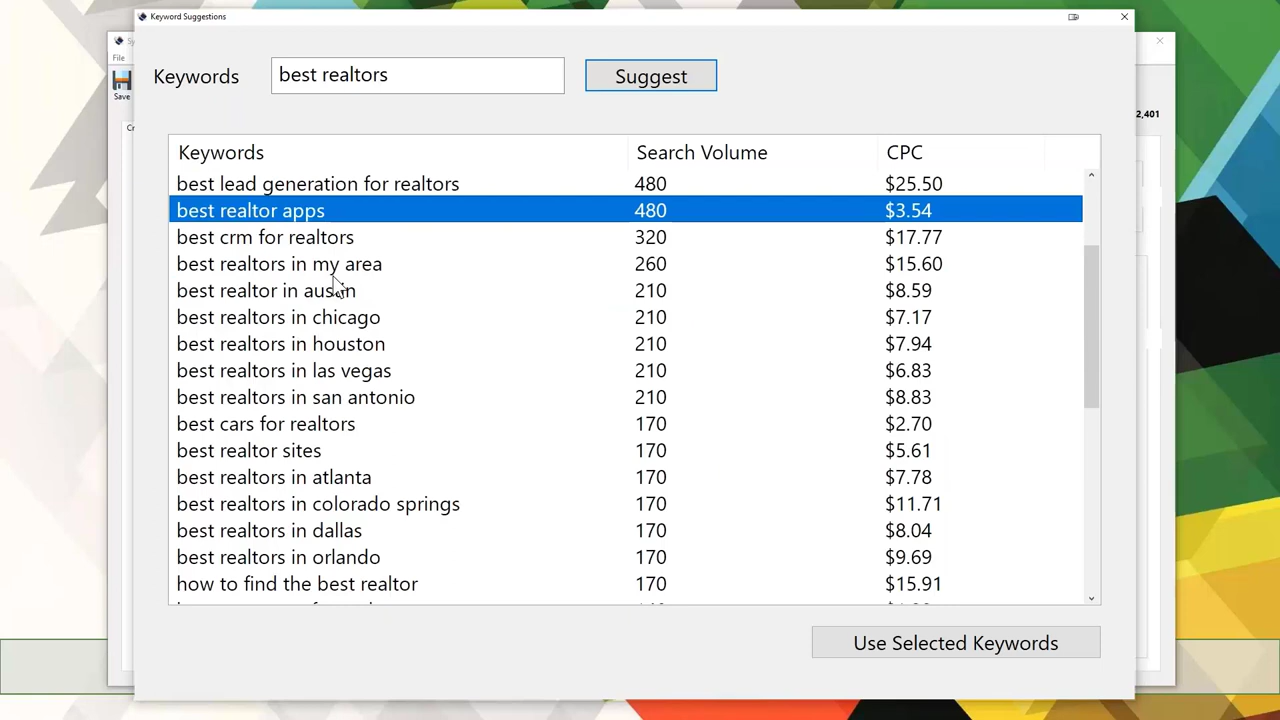 Keyword Suggestions
File
Save
2,401
Keywords best realtors Suggest
Keywords Search Volume CPC
best lead generation for realtors 480 $25.50
best realtor apps 480 $3.54
best crm for realtors 320 $17.77
best realtors in my area 260 $15.60
best realtor in austin 210 $8.59
best realtors in chicago 210 $7.17
best realtors in houston 210 $7.94
best realtors in las vegas 210 $6.83
best realtors in san antonio 210 $8.83
best cars for realtors 170 $2.70
best realtor sites 170 $5.61
best realtors in atlanta 170 $7.78
best realtors in colorado springs 170 $11.71
best realtors in dallas 170 $8.04
best realtors in orlando 170 $9.69
how to find the best realtor 170 $15.91
Use Selected Keywords